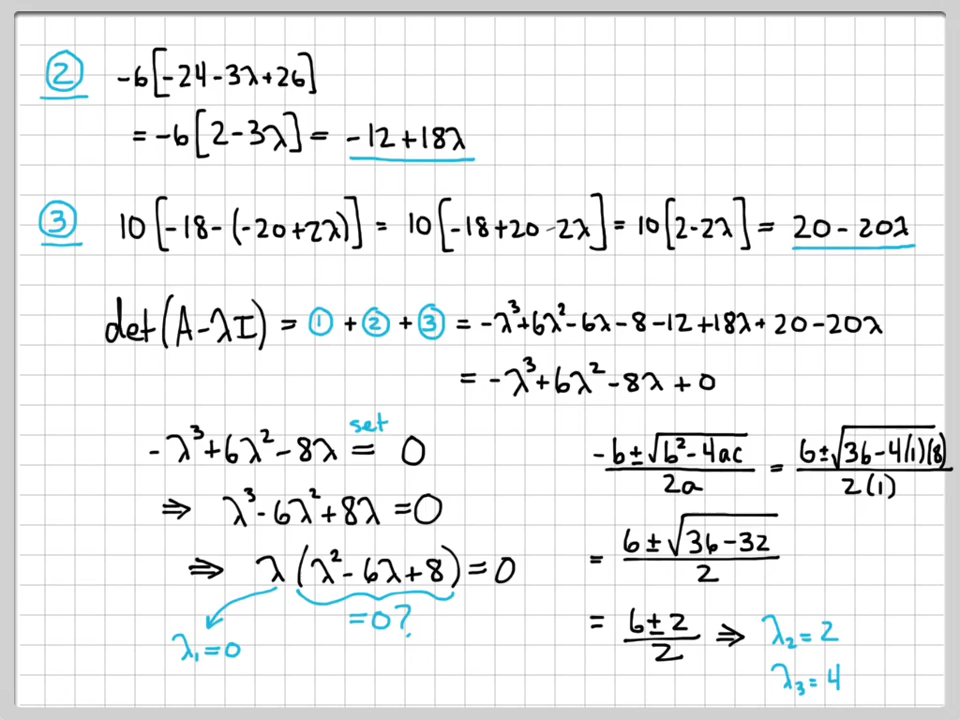 ② -6[-24-3λ+26]
= -6[2-3λ] = -12+18λ
③ 10[-18-(-20+2λ)] = 10[-18+20-2λ] = 10[2-2λ] = 20-20λ
det(A-λI) = ① + ② + ③ = -λ³+6λ²-6λ-8-12+18λ+20-20λ
= -λ³+6λ²-8λ+0
-λ³+6λ²-8λ = 0
set
⇒ λ³-6λ²+8λ=0
⇒ λ(λ²-6λ+8)=0
=0?
λ₁=0
(-b±√(b²-4ac))/(2a) = (6±√(36-4(1)(8)))/(2(1))
= (6±√(36-32))/2
= (6±2)/2 ⇒ λ₂=2
λ₃=4